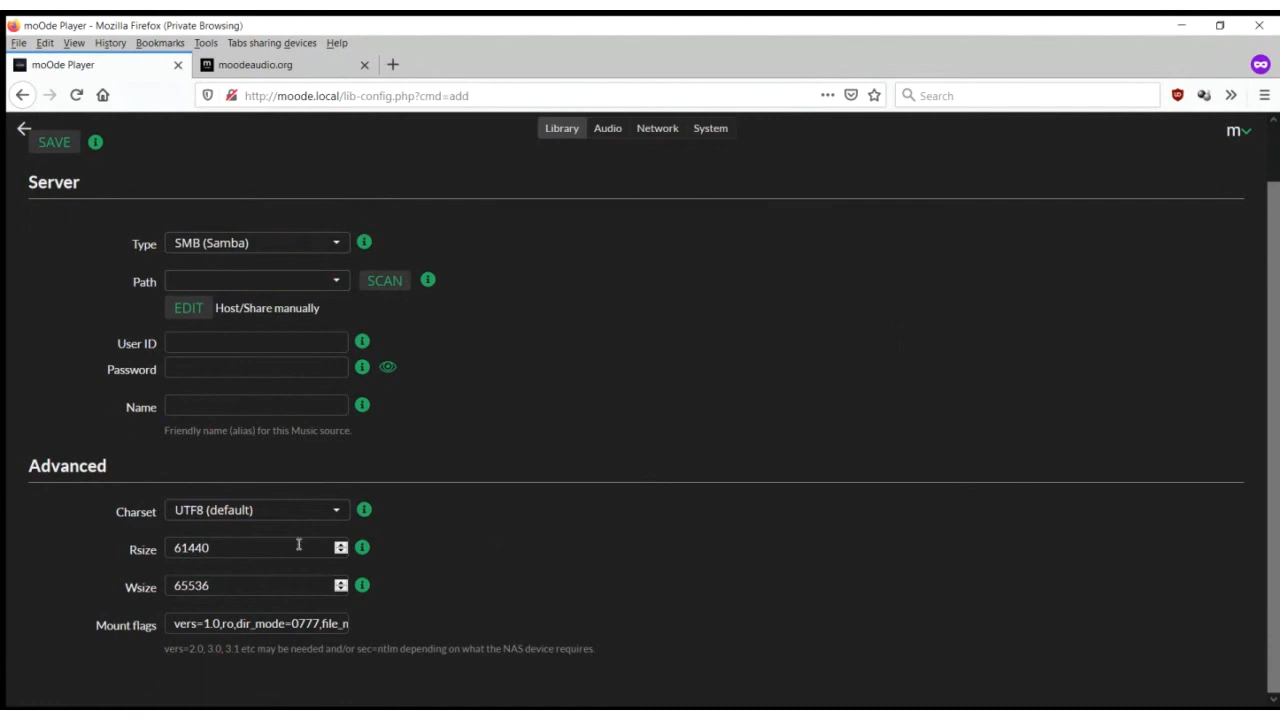 moOde Player - Mozilla Firefox (Private Browsing)
File Edit View History Bookmarks Tools Tabs sharing devices Help
moOde Player
m moodeaudio.org
http://moode.local/lib-config.php?cmd=add
Search
Library Audio Network System
m
SAVE
Server
Type SMB (Samba)
Path SCAN
EDIT Host/Share manually
User ID
Password
Name
Friendly name (alias) for this Music source.
Advanced
Charset UTF8 (default)
Rsize 61440
Wsize 65536
Mount flags vers=1.0,ro,dir_mode=0777,file_
vers=2.0, 3.0, 3.1 etc may be needed and/or sec=ntlm depending on what the NAS device requires.